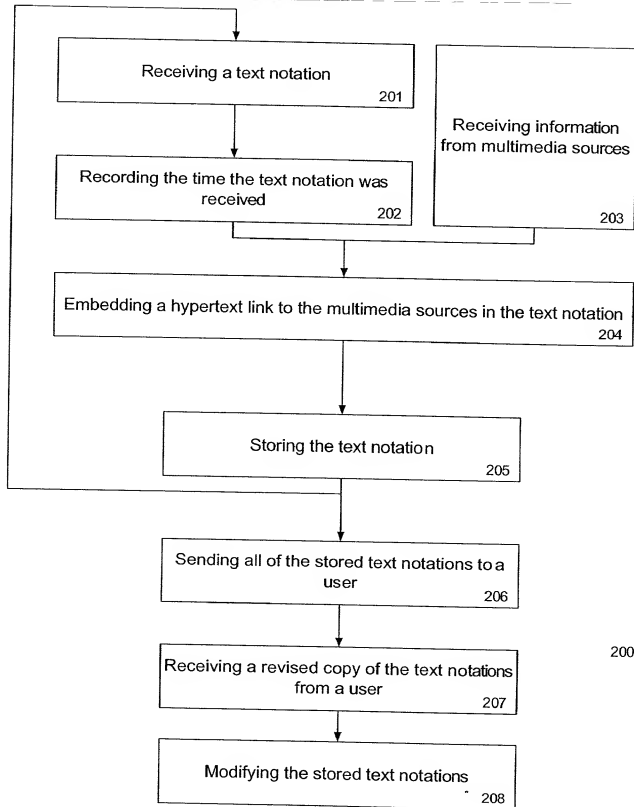 Receiving a text notation
201
Receiving information
from multimedia sources
203
Recording the time the text notation was
received
202
Embedding a hypertext link to the multimedia sources in the text notation
204
Storing the text notation
205
Sending all of the stored text notations to a
user
206
Receiving a revised copy of the text notations
from a user
207
200
Modifying the stored text notations
208